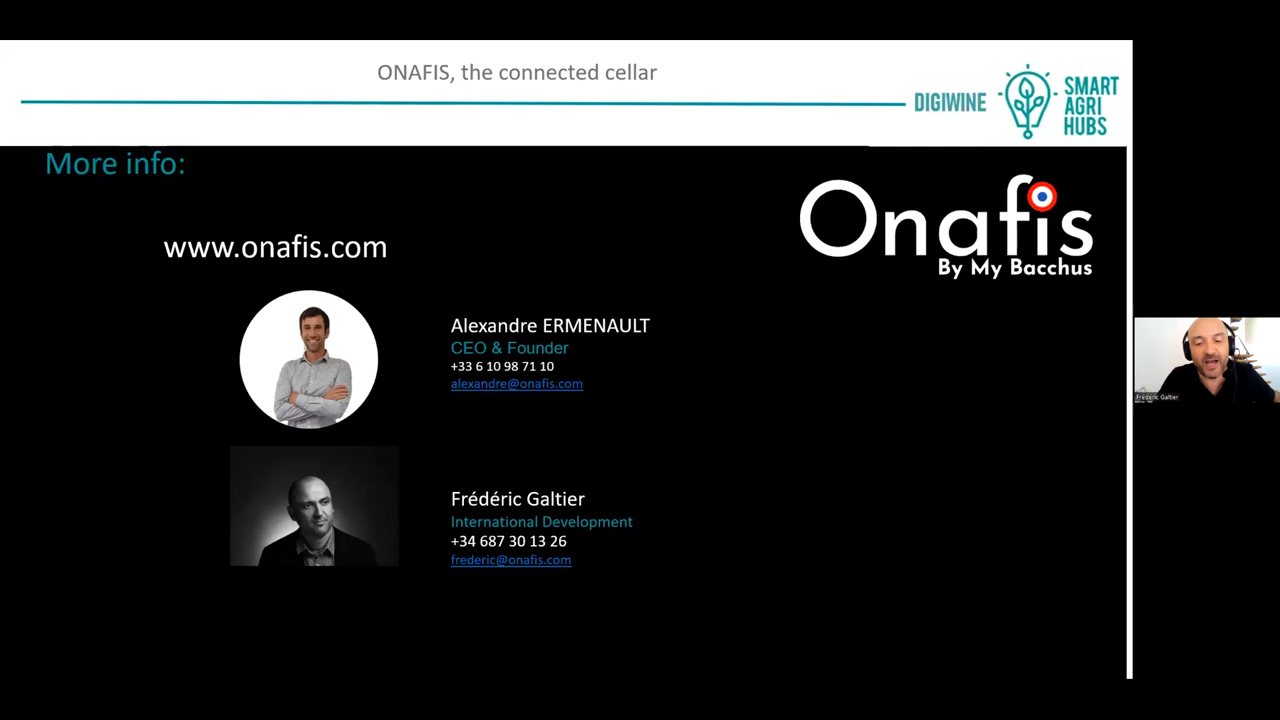 ONAFIS, the connected cellar
DIGIWINE
SMART
AGRI
HUBS
More info:
Onafis
By My Bacchus
www.onafis.com
Alexandre ERMENAULT
CEO & Founder
+33 6 10 98 71 10
alexandre@onafis.com
Frédéric Galtier
Frédéric Galtier
International Development
+34 687 30 13 26
frederic@onafis.com